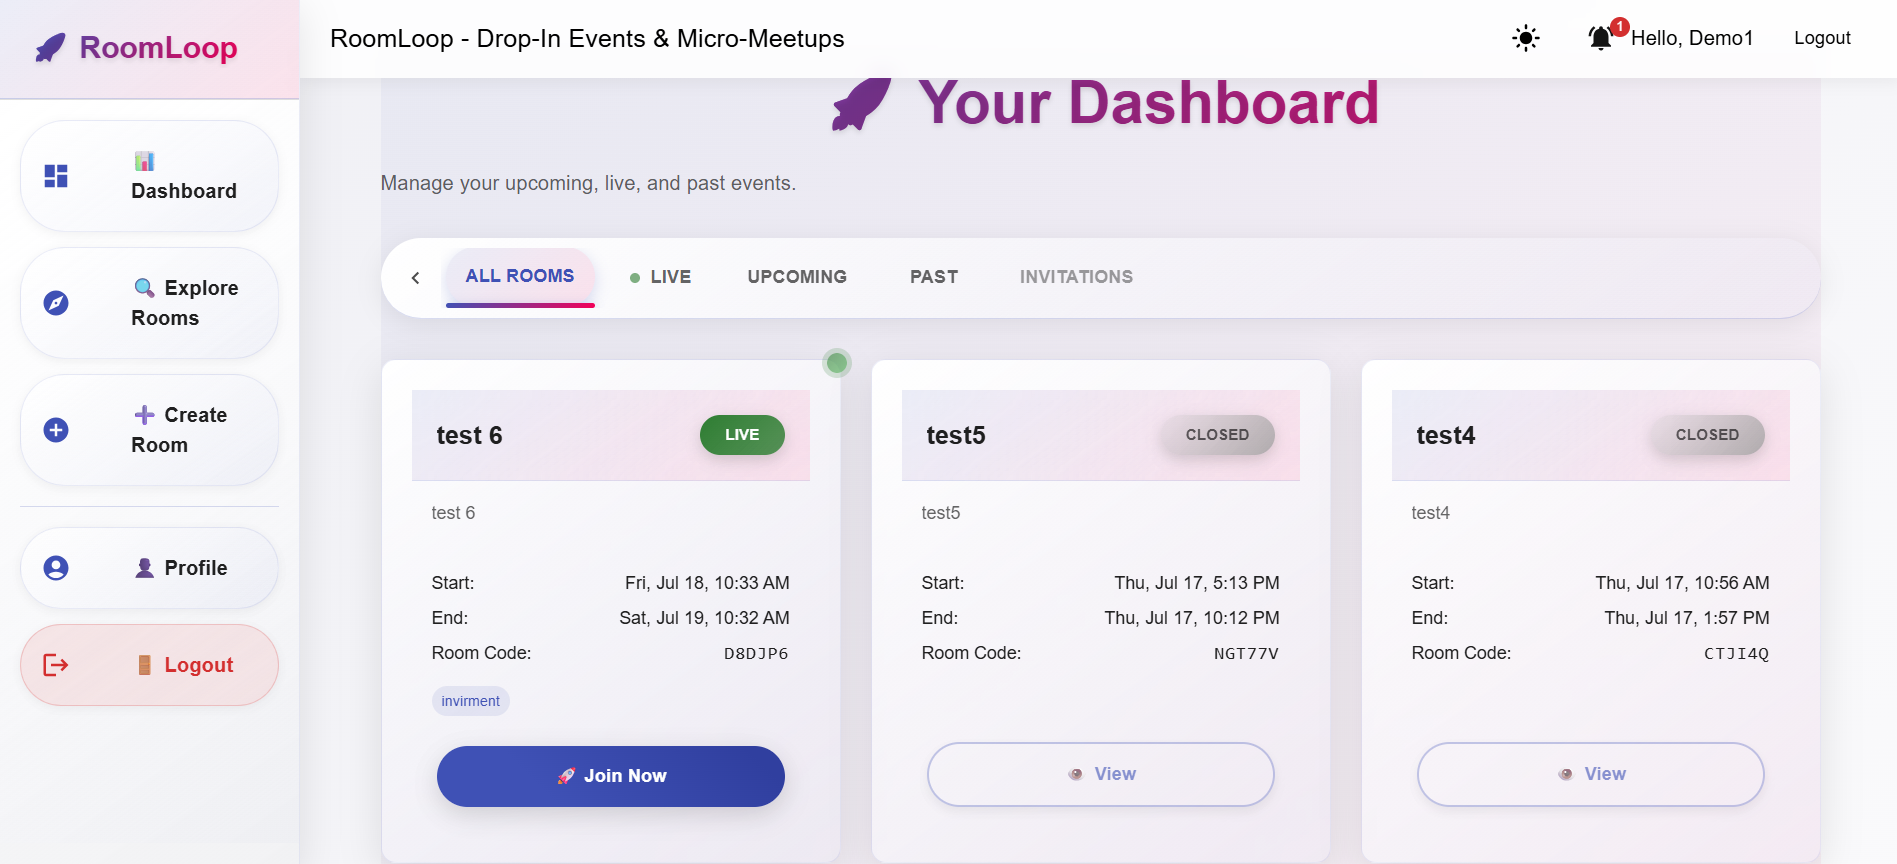 RoomLoop
RoomLoop - Drop-In Events & Micro-Meetups
1
Hello, Demo1
Logout
Dashboard
Explore
Rooms
Create
Room
Profile
Logout
Your Dashboard
Manage your upcoming, live, and past events.
ALL ROOMS
LIVE
UPCOMING
PAST
INVITATIONS
test 6
LIVE
test 6
Start: Fri, Jul 18, 10:33 AM
End: Sat, Jul 19, 10:32 AM
Room Code: D8DJP6
invirment
Join Now
test5
CLOSED
test5
Start: Thu, Jul 17, 5:13 PM
End: Thu, Jul 17, 10:12 PM
Room Code: NGT77V
View
test4
CLOSED
test4
Start: Thu, Jul 17, 10:56 AM
End: Thu, Jul 17, 1:57 PM
Room Code: CTJI4Q
View